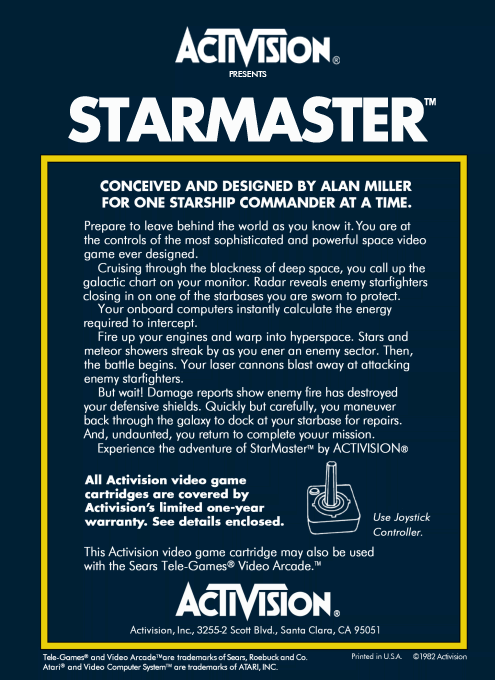 ACTIVISION®
PRESENTS
STARMASTER™
CONCEIVED AND DESIGNED BY ALAN MILLER
FOR ONE STARSHIP COMMANDER AT A TIME.
Prepare to leave behind the world as you know it. You are at
the controls of the most sophisticated and powerful space video
game ever designed.
Cruising through the blackness of deep space, you call up the
galactic chart on your monitor. Radar reveals enemy starfighters
closing in on one of the starbases you are sworn to protect.
Your onboard computers instantly calculate the energy
required to intercept.
Fire up your engines and warp into hyperspace. Stars and
meteor showers streak by as you ener an enemy sector. Then,
the battle begins. Your laser cannons blast away at attacking
enemy starfighters.
But wait! Damage reports show enemy fire has destroyed
your defensive shields. Quickly but carefully, you maneuver
back through the galaxy to dock at your starbase for repairs.
And, undaunted, you return to complete youur mission.
Experience the adventure of StarMaster™ by ACTIVISION®
All Activision video game
cartridges are covered by
Activision's limited one-year
warranty. See details enclosed.
Use Joystick
Controller.
This Activision video game cartridge may also be used
with the Sears Tele-Games® Video Arcade.™
ACTIVISION®
Activision, Inc., 3255-2 Scott Blvd., Santa Clara, CA 95051
Tele-Games® and Video Arcade™are trademarks of Sears, Roebuck and Co.
Atari® and Video Computer System™ are trademarks of ATARI, INC.
Printed in U.S.A. ©1982 Activision